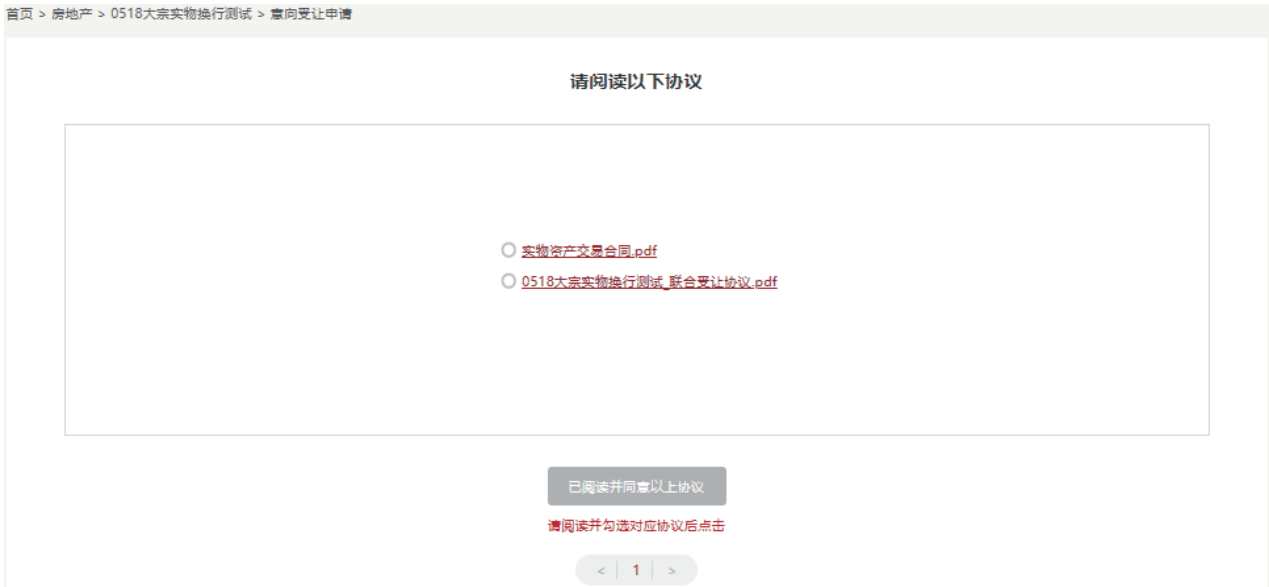 首页 > 房地产 > 0518大宗实物换行测试 > 意向受让申请
请阅读以下协议
实物资产交易合同.pdf
0518大宗实物换行测试_联合受让协议.pdf
已阅读并同意以上协议
请阅读并勾选对应协议后点击
< 1 >